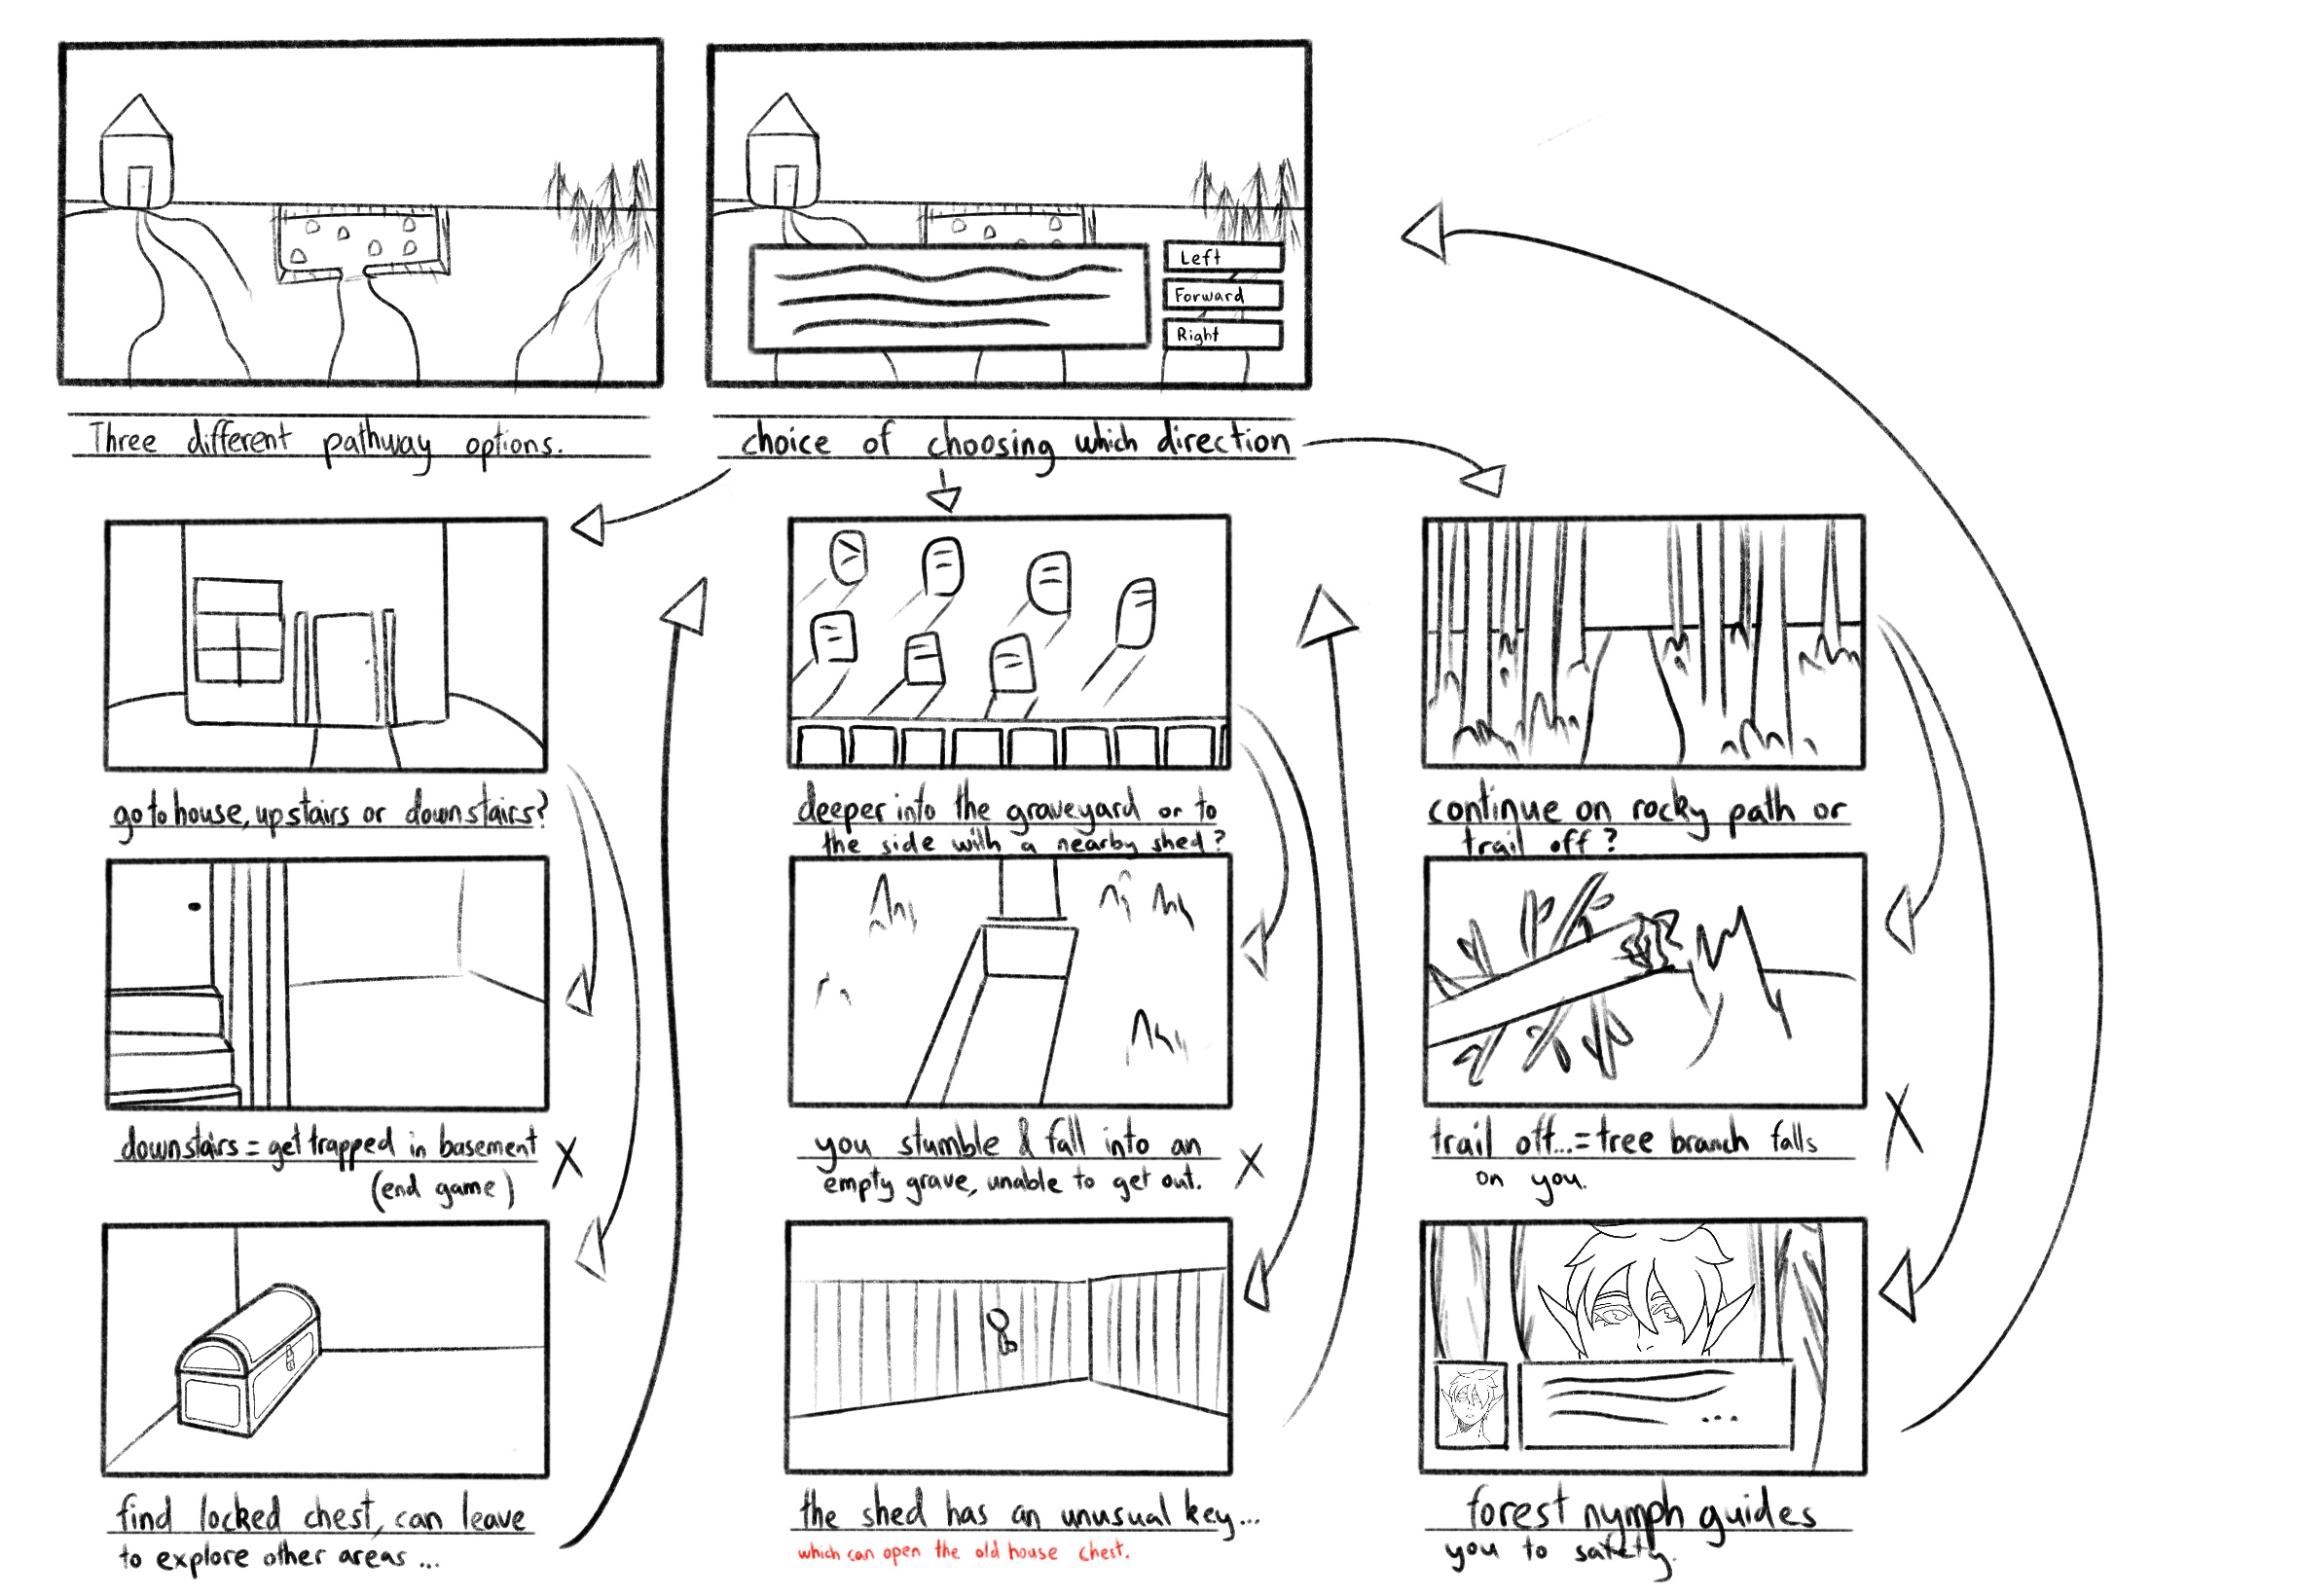 Left
Forward
Right
Three different pathway options.
choice of choosing which direction
go to house, upstairs or downstairs?
deeper into the graveyard or to
the side with a nearby shed?
continue on rocky path or
trail off?
downstairs = get trapped in basement X
(end game)
you stumble & fall into an
empty grave, unable to get out. X
trail off...= tree branch falls X
on you.
find locked chest, can leave
to explore other areas ...
the shed has an unusual key...
which can open the old house chest.
...
forest nymph guides
you to safety.